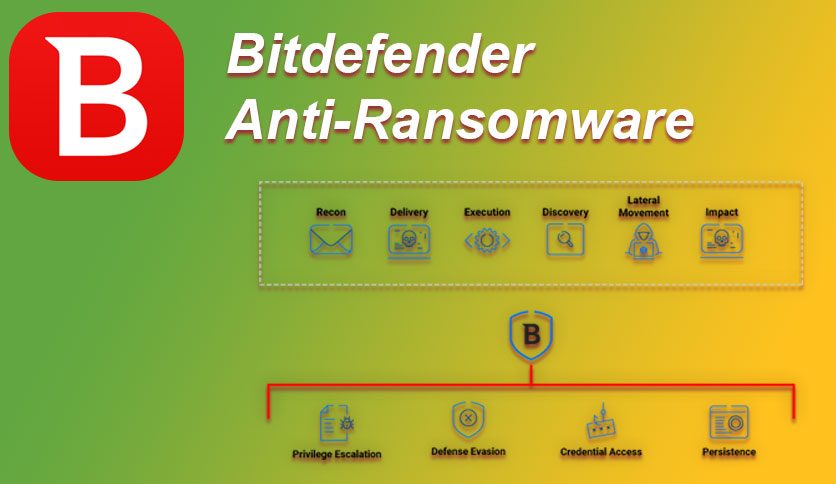 B
Bitdefender
Anti-Ransomware
Recon
Delivery
Execution
Discovery
Lateral
Movement
Impact
B
Privilege Escalation
Defense Evasion
Credential Access
Persistence